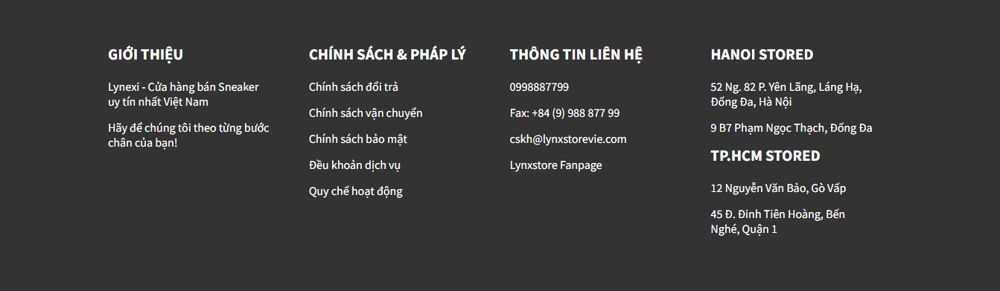 GIỚI THIỆU
Lynexi - Cửa hàng bán Sneaker
uy tín nhất Việt Nam
Hãy để chúng tôi theo từng bước
chân của bạn!
CHÍNH SÁCH & PHÁP LÝ
Chính sách đổi trả
Chính sách vận chuyển
Chính sách bảo mật
Đều khoản dịch vụ
Quy chế hoạt động
THÔNG TIN LIÊN HỆ
0998887799
Fax: +84 (9) 988 877 99
cskh@lynxstorevie.com
Lynxstore Fanpage
HANOI STORED
52 Ng. 82 P. Yên Lãng, Láng Hạ,
Đống Đa, Hà Nội
9 B7 Phạm Ngọc Thạch, Đống Đa
TP.HCM STORED
12 Nguyễn Văn Bảo, Gò Vấp
45 Đ. Đinh Tiên Hoàng, Bến
Nghé, Quận 1